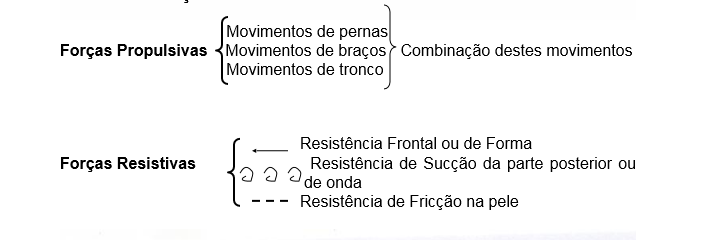 Movimentos de pernas
Forças Propulsivas Movimentos de braços Combinação destes movimentos
Movimentos de tronco
Resistência Frontal ou de Forma
Forças Resistivas Resistência de Sucção da parte posterior ou
de onda
Resistência de Fricção na pele